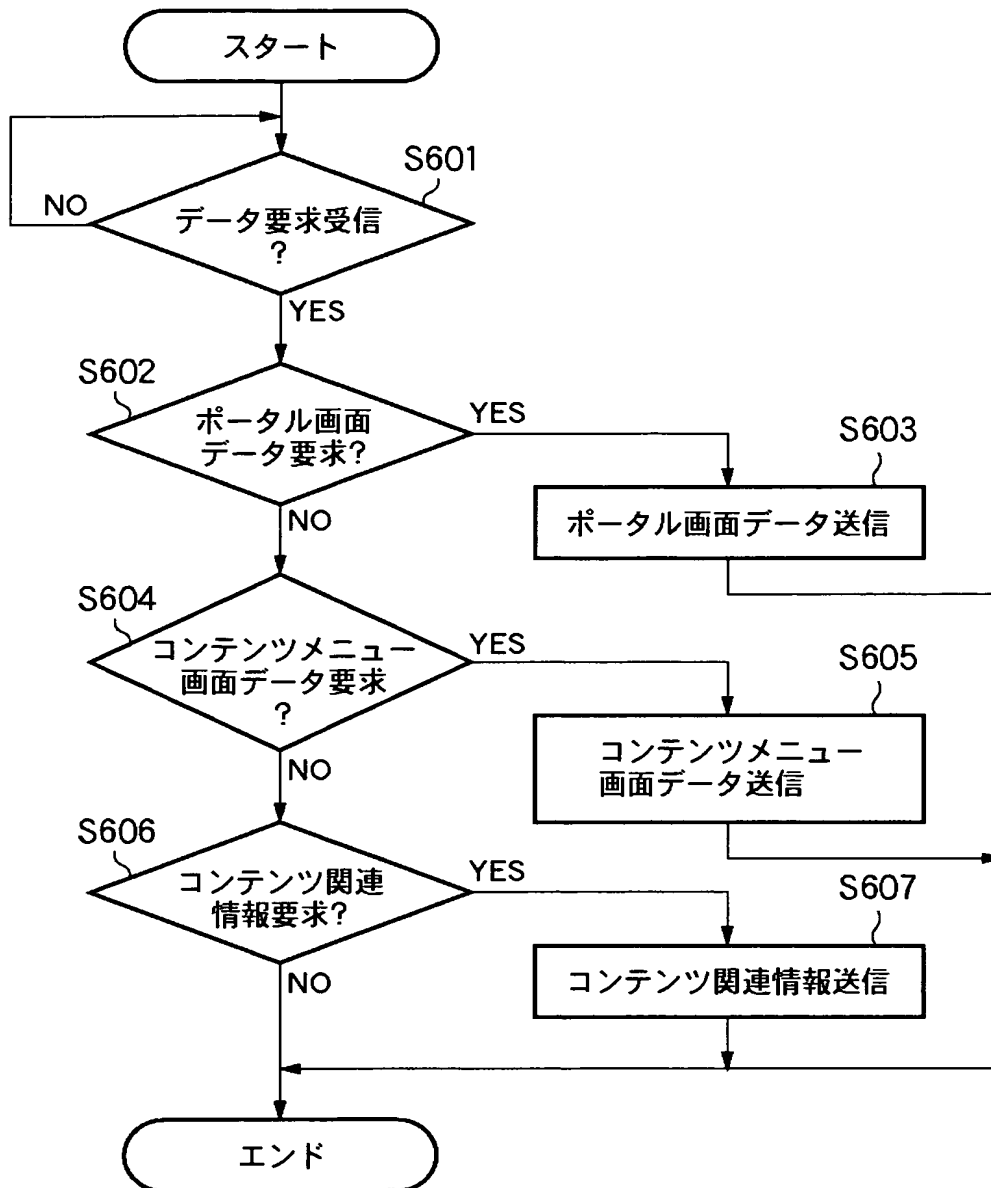 スタート
S601
NO
データ要求受信
?
YES
S602
ポータル画面
データ要求?
YES
S603
ポータル画面データ送信
NO
S604
コンテンツメニュー
画面データ要求
?
YES
S605
コンテンツメニュー
画面データ送信
NO
S606
コンテンツ関連
情報要求?
YES
S607
コンテンツ関連情報送信
NO
エンド